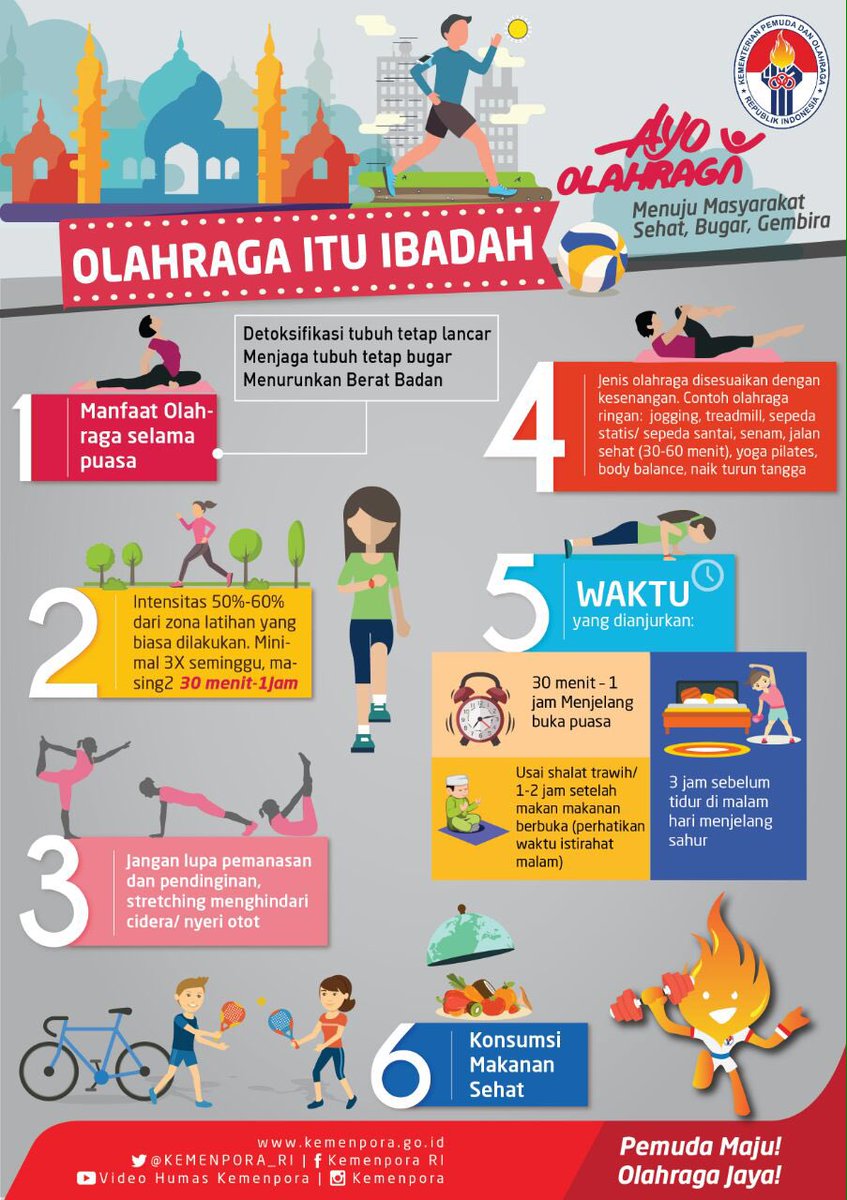 KEMENTERIAN PEMUDA DAN OLAHRAGA
REPUBLIK INDONESIA
AYO
OLAHRAGA
Menuju Masyarakat
Sehat, Bugar, Gembira
OLAHRAGA ITU IBADAH
Detoksifikasi tubuh tetap lancar
Menjaga tubuh tetap bugar
Menurunkan Berat Badan
1
Manfaat Olah-
raga selama
puasa
2
Intensitas 50%-60%
dari zona latihan yang
biasa dilakukan. Mini-
mal 3X seminggu, ma-
sing2 30 menit-1jam
3
Jangan lupa pemanasan
dan pendinginan,
stretching menghindari
cidera/ nyeri otot
4
Jenis olahraga disesuaikan dengan
kesenangan. Contoh olahraga
ringan: jogging, treadmill, sepeda
statis/ sepeda santai, senam, jalan
sehat (30-60 menit), yoga pilates,
body balance, naik turun tangga
5
WAKTU
yang dianjurkan:
30 menit - 1
jam Menjelang
buka puasa
Usai shalat trawih/
1-2 jam setelah
makan makanan
berbuka (perhatikan
waktu istirahat
malam)
3 jam sebelum
tidur di malam
hari menjelang
sahur
6
Konsumsi
Makanan
Sehat
www.kemenpora.go.id
@KEMENPORA_RI | Kemenpora RI
Video Humas Kemenpora | Kemenpora
Pemuda Maju!
Olahraga Jaya!